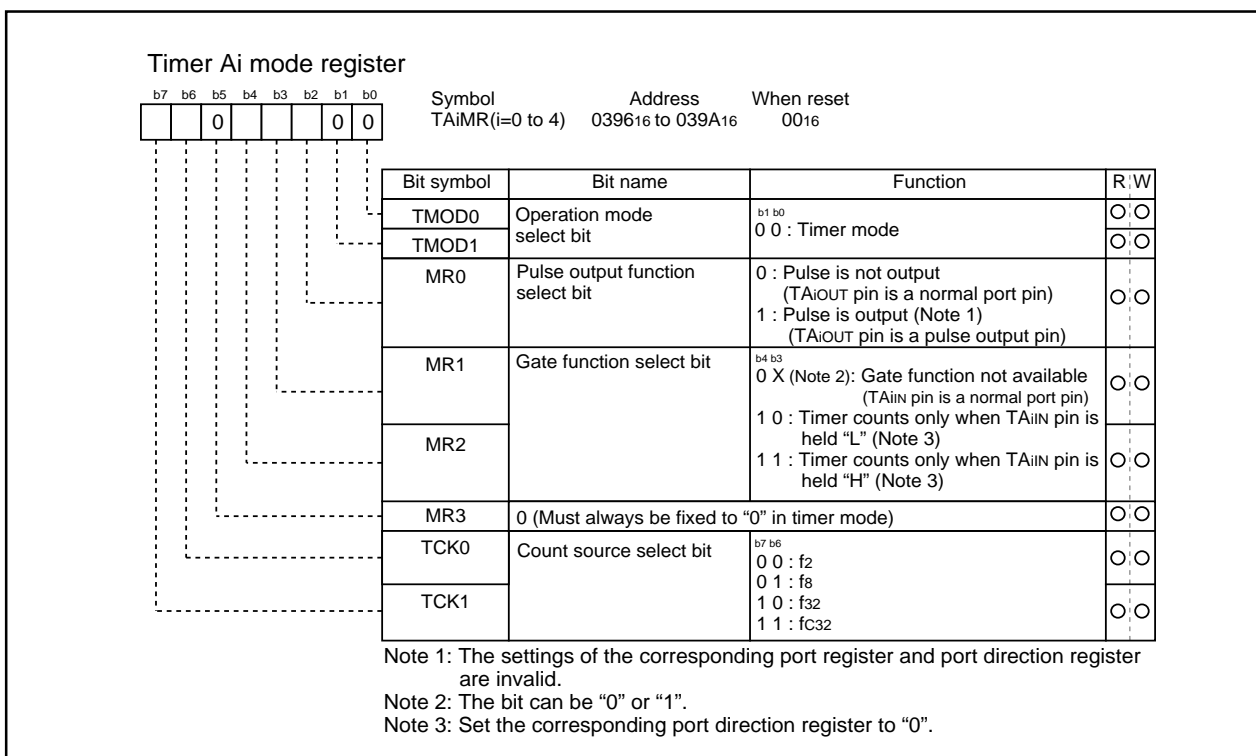 Timer Ai mode register
b7 b6 b5 b4 b3 b2 b1 b0
0 0 0
Symbol Address When reset
TAiMR(i=0 to 4) 039616 to 039A16 0016
Bit symbol Bit name Function R W
TMOD0 Operation mode
select bit
b1 b0
0 0 : Timer mode
TMOD1
MR0 Pulse output function
select bit
0 : Pulse is not output
(TAiOUT pin is a normal port pin)
1 : Pulse is output (Note 1)
(TAiOUT pin is a pulse output pin)
MR1 Gate function select bit
b4 b3
0 X (Note 2): Gate function not available
(TAiIN pin is a normal port pin)
1 0 : Timer counts only when TAiIN pin is
held “L” (Note 3)
MR2
1 1 : Timer counts only when TAiIN pin is
held “H” (Note 3)
MR3 0 (Must always be fixed to “0” in timer mode)
TCK0 Count source select bit
b7 b6
0 0 : f2
0 1 : f8
TCK1
1 0 : f32
1 1 : fC32
Note 1: The settings of the corresponding port register and port direction register
are invalid.
Note 2: The bit can be “0” or “1”.
Note 3: Set the corresponding port direction register to “0”.